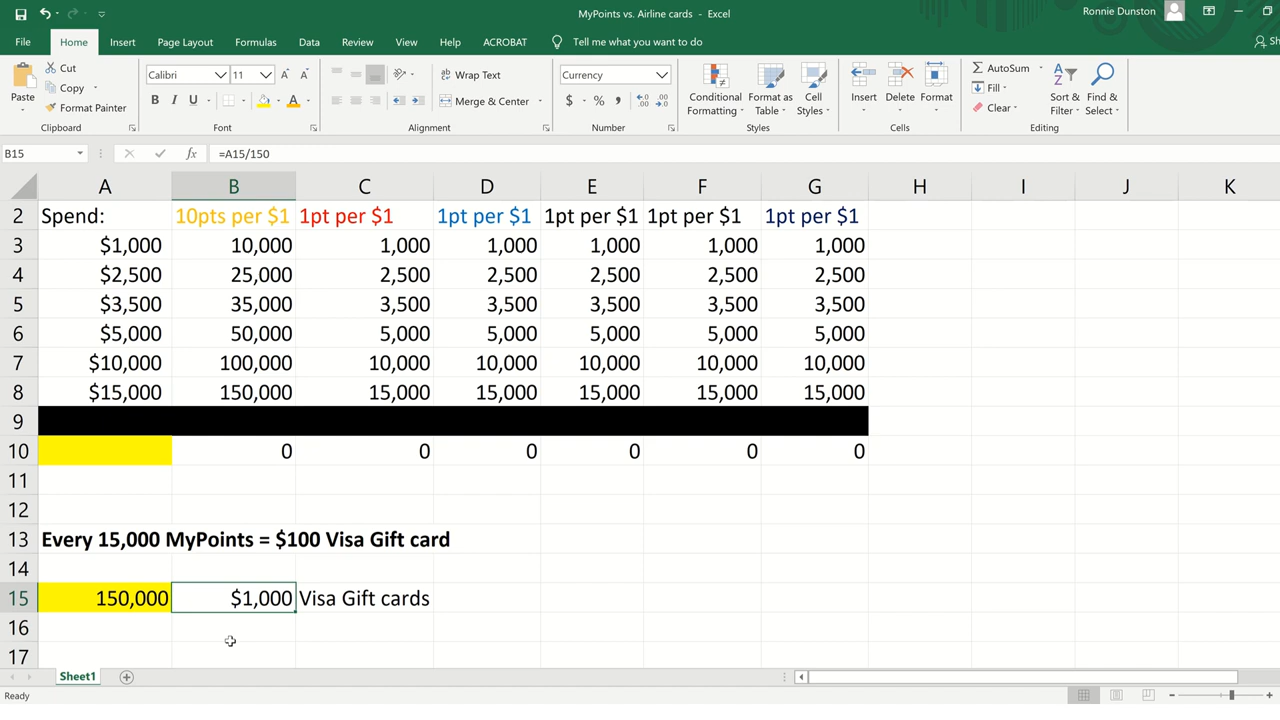 MyPoints vs. Airline cards - Excel
Ronnie Dunston
File Home Insert Page Layout Formulas Data Review View Help ACROBAT Tell me what you want to do
Cut
Copy
Format Painter
Paste
Clipboard
Calibri 11
B I U A
Font
Wrap Text
Merge & Center
Alignment
Currency
$ % ,
Number
Conditional Formatting
Format as Table
Cell Styles
Styles
Insert Delete Format
Cells
AutoSum
Fill
Clear
Sort & Filter
Find & Select
Editing
B15 fx =A15/150
A B C D E F G H I J K
2 Spend: 10pts per $1 1pt per $1 1pt per $1 1pt per $1 1pt per $1 1pt per $1
3 $1,000 10,000 1,000 1,000 1,000 1,000 1,000
4 $2,500 25,000 2,500 2,500 2,500 2,500 2,500
5 $3,500 35,000 3,500 3,500 3,500 3,500 3,500
6 $5,000 50,000 5,000 5,000 5,000 5,000 5,000
7 $10,000 100,000 10,000 10,000 10,000 10,000 10,000
8 $15,000 150,000 15,000 15,000 15,000 15,000 15,000
9
10 0 0 0 0 0 0
11
12
13 Every 15,000 MyPoints = $100 Visa Gift card
14
15 150,000 $1,000 Visa Gift cards
16
17
Sheet1
Ready